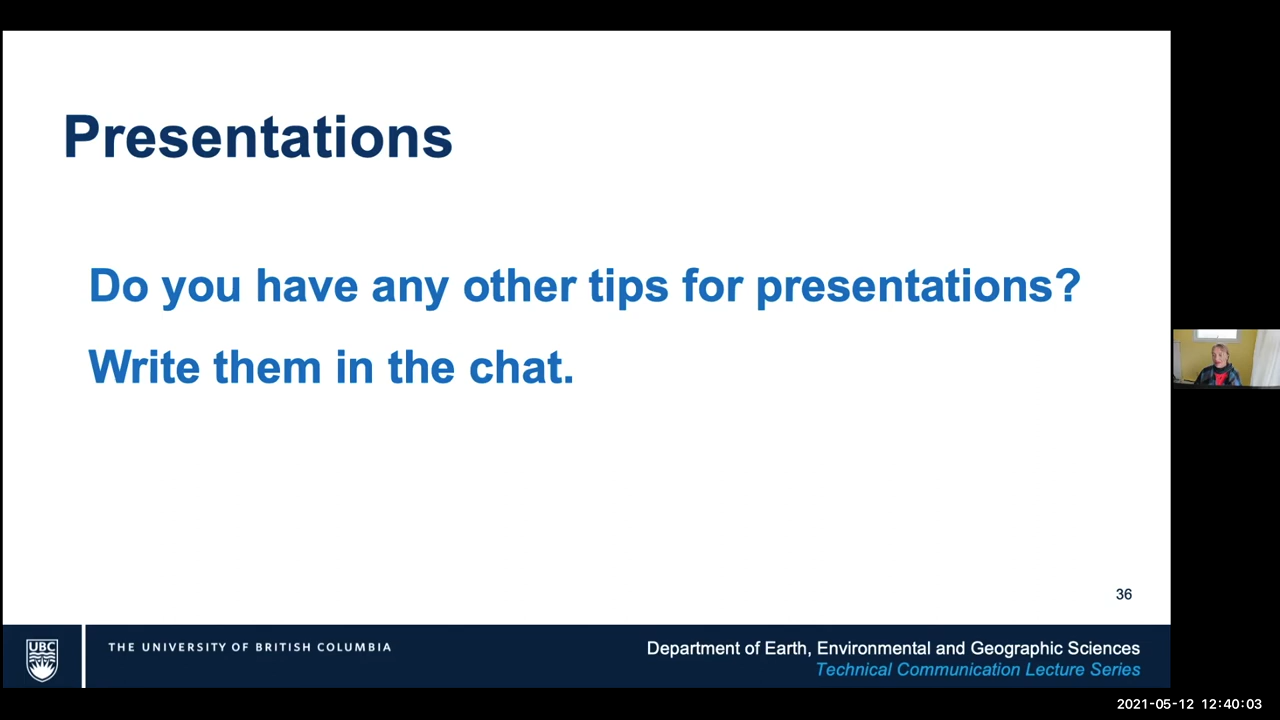 Presentations
Do you have any other tips for presentations?
Write them in the chat.
36
UBC
THE UNIVERSITY OF BRITISH COLUMBIA
Department of Earth, Environmental and Geographic Sciences
Technical Communication Lecture Series
2021-05-12 12:40:03